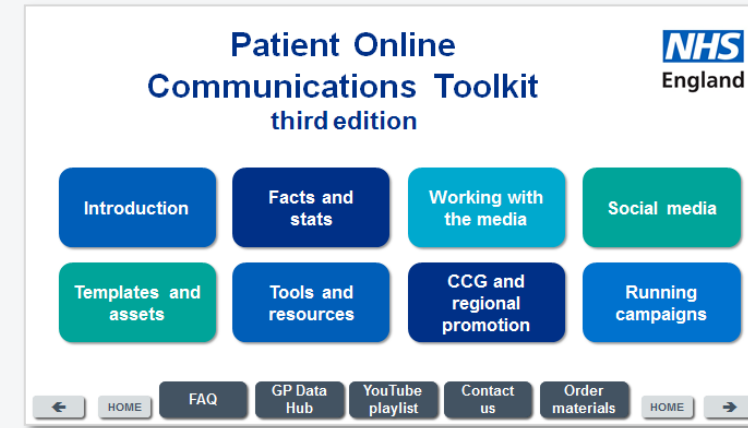 Patient Online
Communications Toolkit
third edition
NHS
England
Introduction
Facts and
stats
Working with
the media
Social media
Templates and
assets
Tools and
resources
CCG and
regional
promotion
Running
campaigns
HOME
FAQ
GP Data
Hub
YouTube
playlist
Contact
us
Order
materials
HOME